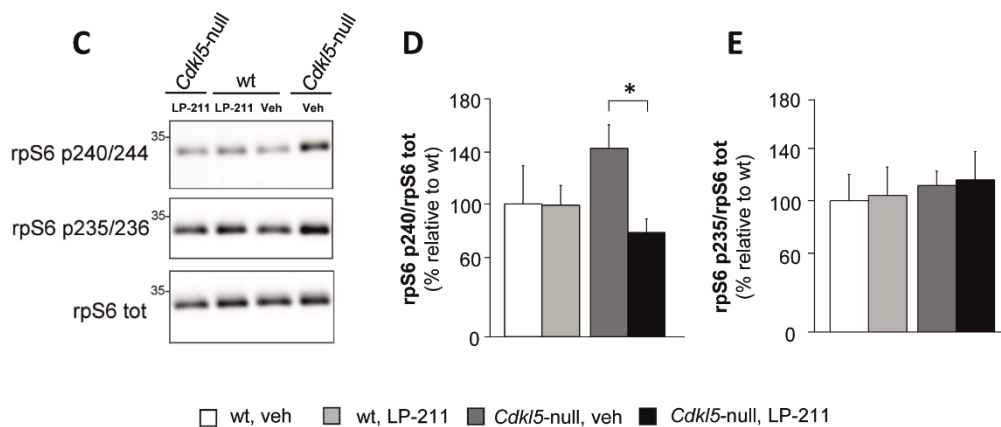 C
Cdkl5-null
wt
Cdkl5-null
LP-211 LP-211 Veh Veh
35
rpS6 p240/244
35
rpS6 p235/236
35
rpS6 tot
D
rpS6 p240/rpS6 tot
(% relative to wt)
180
140
100
60
0
*
E
rpS6 p235/rpS6 tot
(% relative to wt)
180
140
100
60
0
wt, veh wt, LP-211 Cdkl5-null, veh Cdkl5-null, LP-211